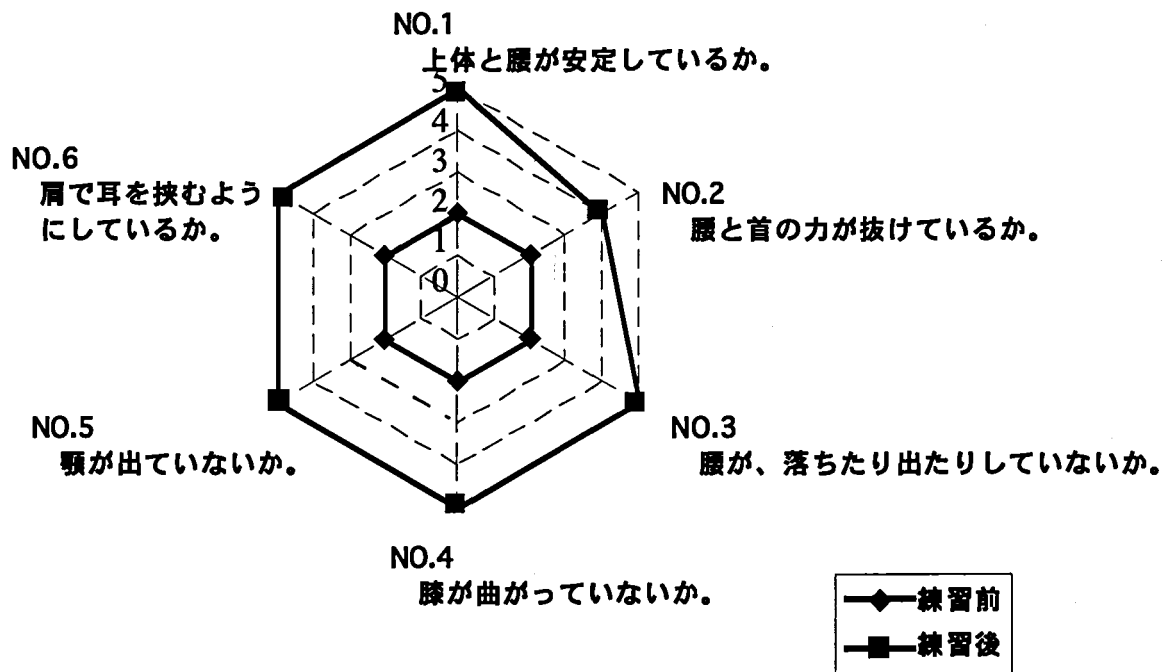 NO.1
上体と腰が安定しているか。
5
4
3
2
1
0
NO.2
腰と首の力が抜けているか。
NO.3
腰が、落ちたり出たりしていないか。
NO.4
膝が曲がっていないか。
NO.5
顎が出ていないか。
NO.6
肩で耳を挟むよう
にしているか。
練習前
練習後